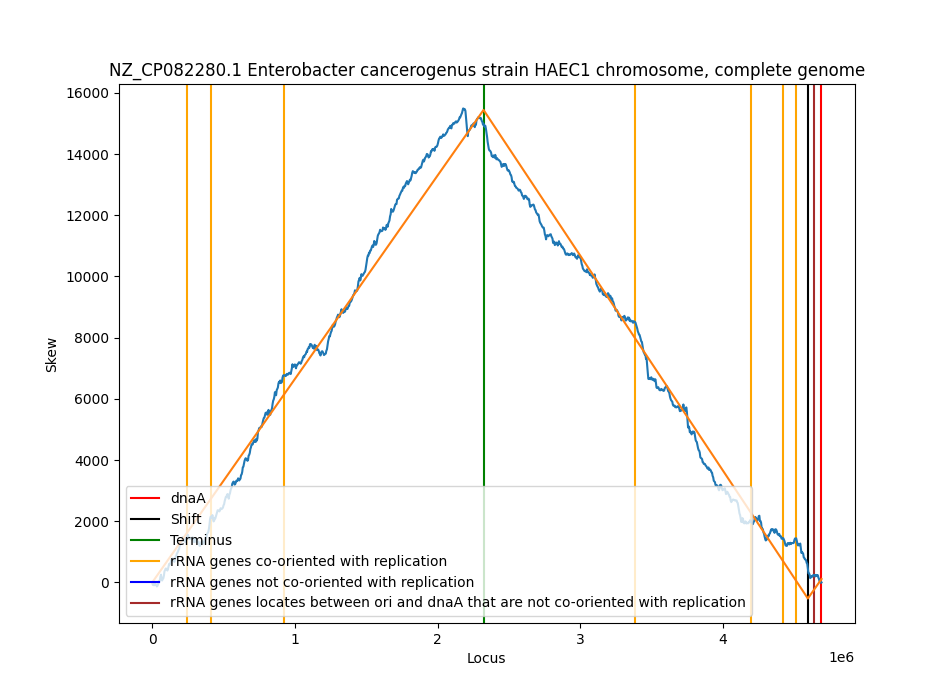 NZ_CP082280.1 Enterobacter cancerogenus strain HAEC1 chromosome, complete genome
16000
14000
12000
10000
8000
6000
4000
2000
0
Skew
dnaA
Shift
Terminus
rRNA genes co-oriented with replication
rRNA genes not co-oriented with replication
rRNA genes locates between ori and dnaA that are not co-oriented with replication
0 1 2 3 4
1e6
Locus